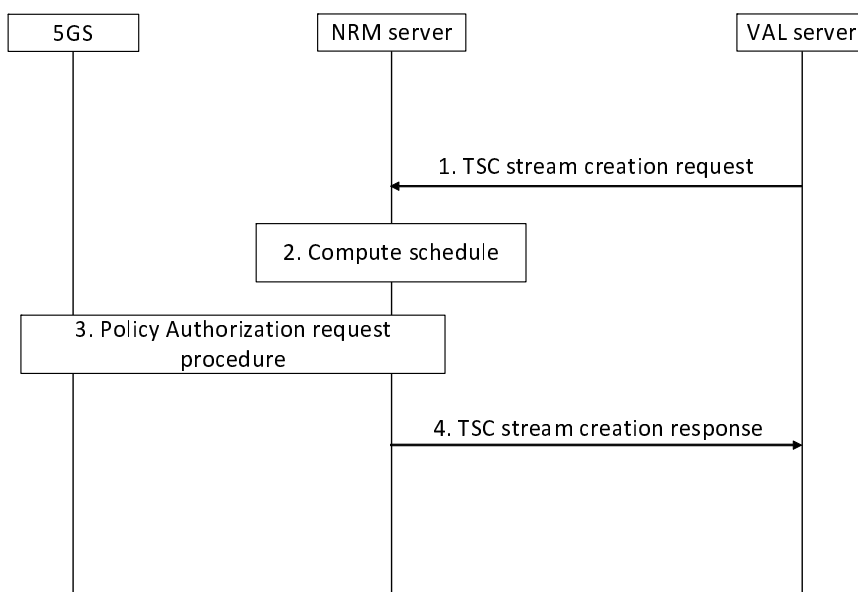 5GS
NRM server
VAL server
1. TSC stream creation request
2. Compute schedule
3. Policy Authorization request
procedure
4. TSC stream creation response